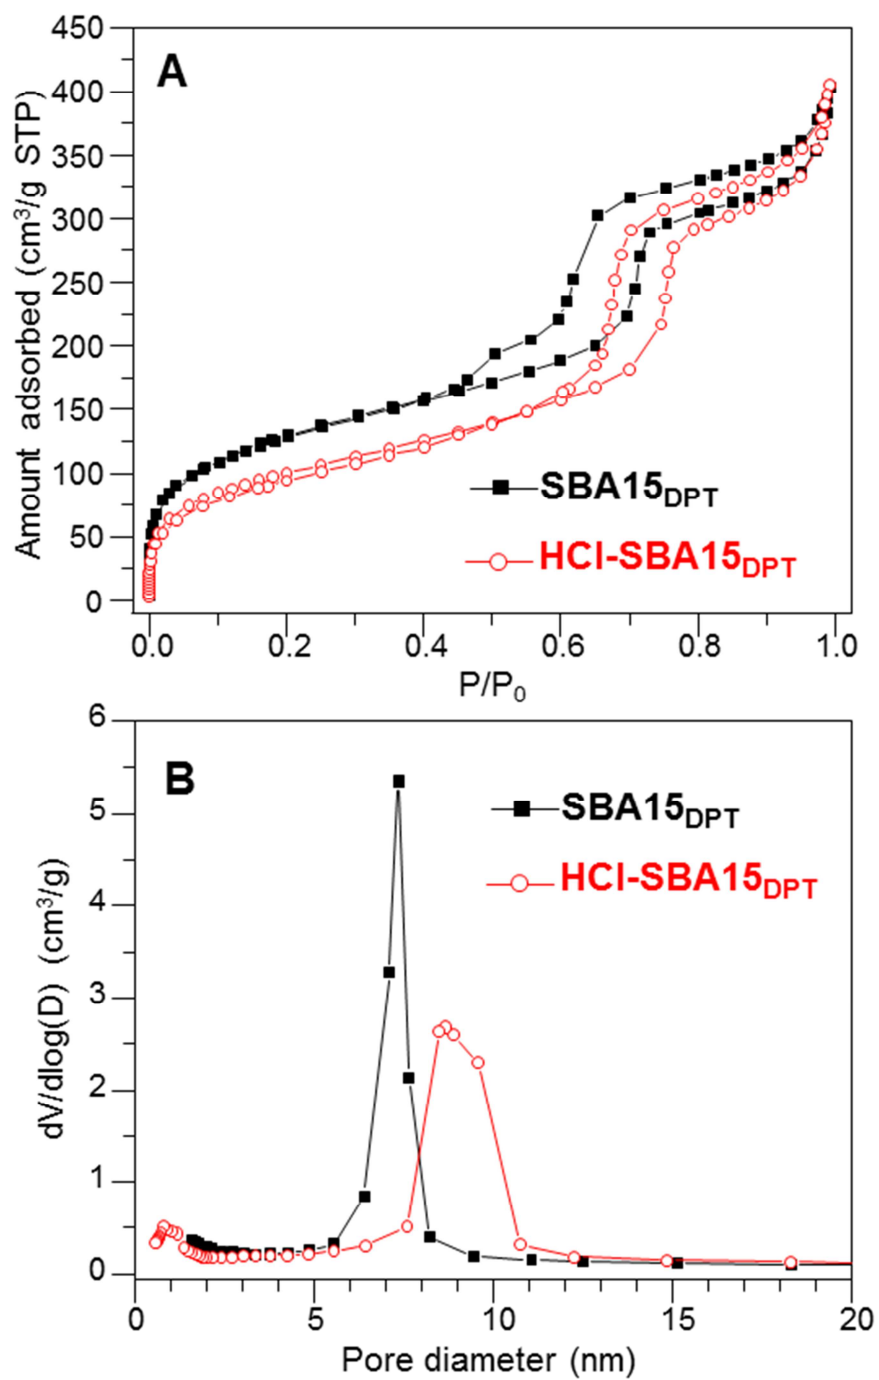 A
Amount adsorbed (cm³/g STP)
450
400
350
300
250
200
150
100
50
0
SBA15DPT
HCl-SBA15DPT
0.0 0.2 0.4 0.6 0.8 1.0
P/P₀
B
dV/dlog(D) (cm³/g)
6
5
4
3
2
1
0
SBA15DPT
HCl-SBA15DPT
0 5 10 15 20
Pore diameter (nm)